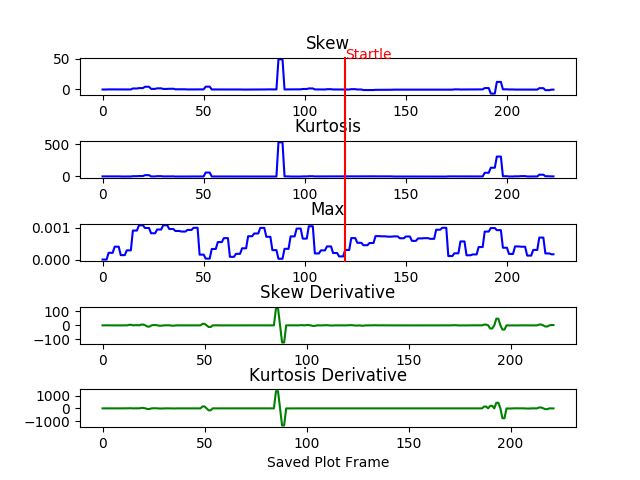 Skew
Startle
50
0
0 50 100 150 200
Kurtosis
500
0
0 50 100 150 200
Max
0.001
0.000
0 50 100 150 200
Skew Derivative
100
0
−100
0 50 100 150 200
Kurtosis Derivative
1000
0
−1000
0 50 100 150 200
Saved Plot Frame